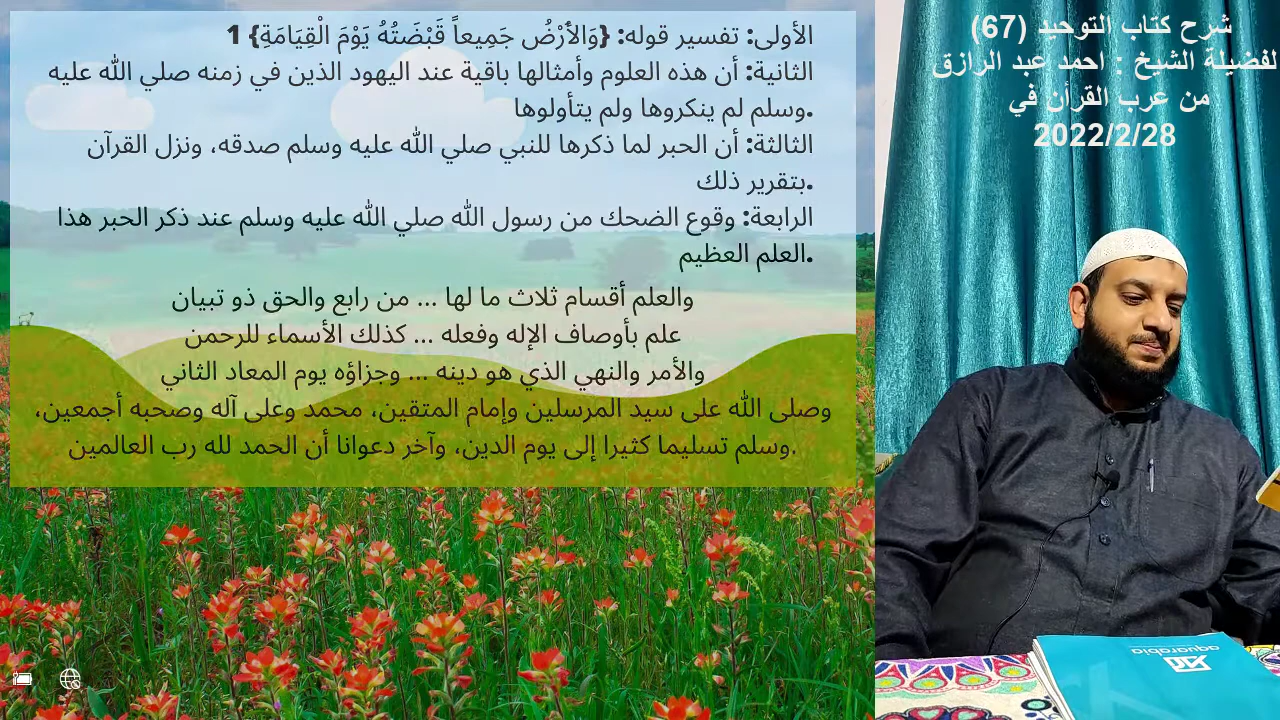 الأولى: تفسير قوله: {وَالأَرْضُ جَمِيعاً قَبْضَتُهُ يَوْمَ الْقِيَامَةِ} 1
الثانية: أن هذه العلوم وأمثالها باقية عند اليهود الذين في زمنه صلي الله عليه
وسلم لم ينكروها ولم يتأولوها.
الثالثة: أن الحبر لما ذكرها للنبي صلي الله عليه وسلم صدقه، ونزل القرآن
بتقرير ذلك.
الرابعة: وقوع الضحك من رسول الله صلي الله عليه وسلم عند ذكر الحبر هذا
العلم العظيم.
والعلم أقسام ثلاث ما لها ... من رابع والحق ذو تبيان
علم بأوصاف الإله وفعله ... كذلك الأسماء للرحمن
والأمر والنهي الذي هو دينه ... وجزاؤه يوم المعاد الثاني
وصلى الله على سيد المرسلين وإمام المتقين، محمد وعلى آله وصحبه أجمعين،
وسلم تسليما كثيرا إلى يوم الدين، وآخر دعوانا أن الحمد لله رب العالمين.
شرح كتاب التوحيد (67)
لفضيلة الشيخ : احمد عبد الرازق
من عرب القرأن في
2022/2/28
aquarabia